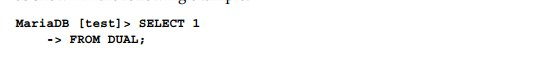 MariaDB [test]> SELECT 1
-> FROM DUAL;